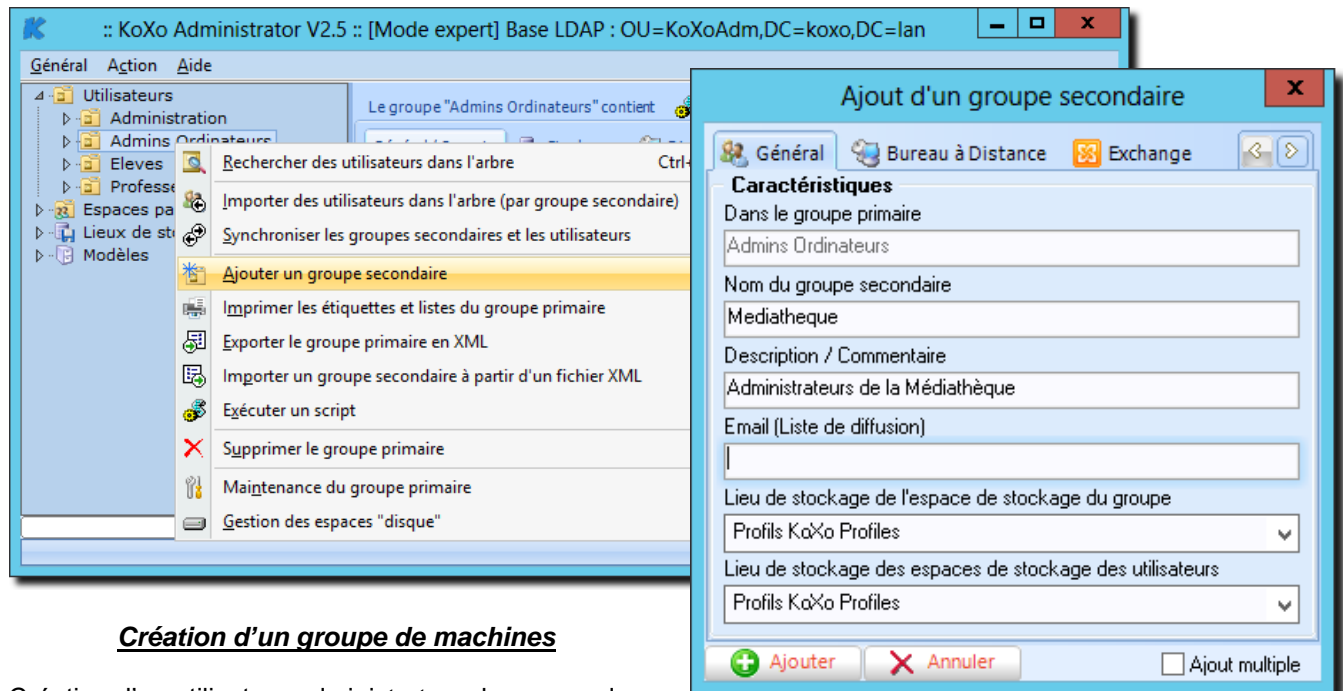 :: KoXo Administrator V2.5 :: [Mode expert] Base LDAP : OU=KoXoAdm,DC=koxo,DC=lan
Général Action Aide
Utilisateurs
Administration
Admins Ordinateurs
Eleves
Professe
Espaces pa
Lieux de sto
Modèles
Le groupe "Admins Ordinateurs" contient
Rechercher des utilisateurs dans l'arbre Ctrl+
Importer des utilisateurs dans l'arbre (par groupe secondaire)
Synchroniser les groupes secondaires et les utilisateurs
Ajouter un groupe secondaire
Imprimer les étiquettes et listes du groupe primaire
Exporter le groupe primaire en XML
Importer un groupe secondaire à partir d'un fichier XML
Exécuter un script
Supprimer le groupe primaire
Maintenance du groupe primaire
Gestion des espaces "disque"
Ajout d'un groupe secondaire
Général Bureau à Distance Exchange
Caractéristiques
Dans le groupe primaire
Admins Ordinateurs
Nom du groupe secondaire
Mediatheque
Description / Commentaire
Administrateurs de la Médiathèque
Email (Liste de diffusion)
Lieu de stockage de l'espace de stockage du groupe
Profils KoXo Profiles
Lieu de stockage des espaces de stockage des utilisateurs
Profils KoXo Profiles
Ajouter Annuler Ajout multiple
Création d'un groupe de machines